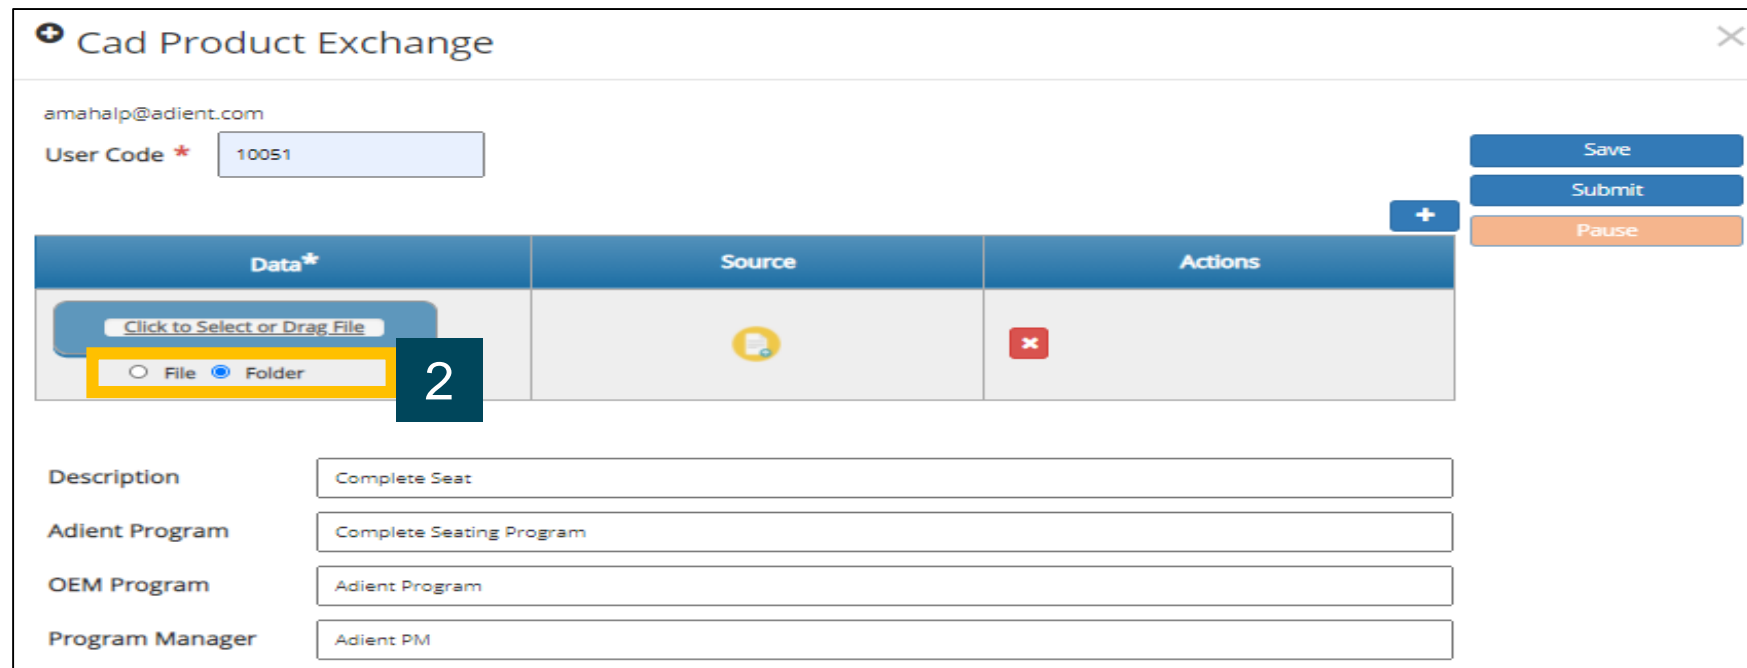 Cad Product Exchange
amahalp@adient.com
User Code * 10051
Save
Submit
Pause
Data* Source Actions
Click to Select or Drag File
File Folder
2
Description Complete Seat
Adient Program Complete Seating Program
OEM Program Adient Program
Program Manager Adient PM